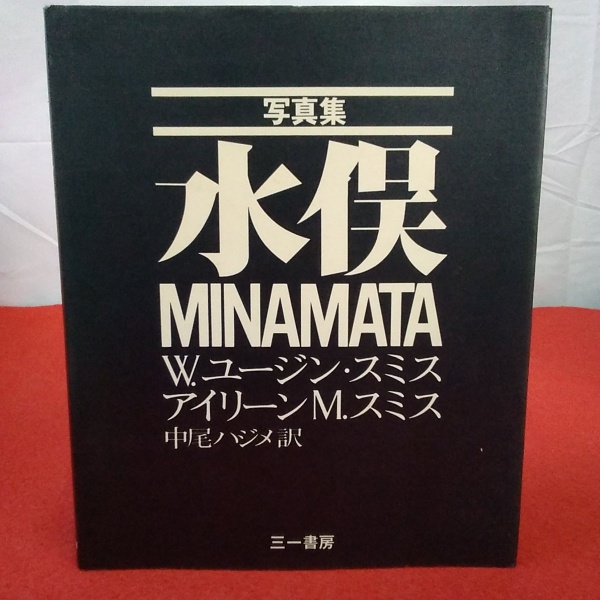 写真集
水俣
MINAMATA
W.ユージン・スミス
アイリーンM.スミス
中尾ハジメ訳
三一書房